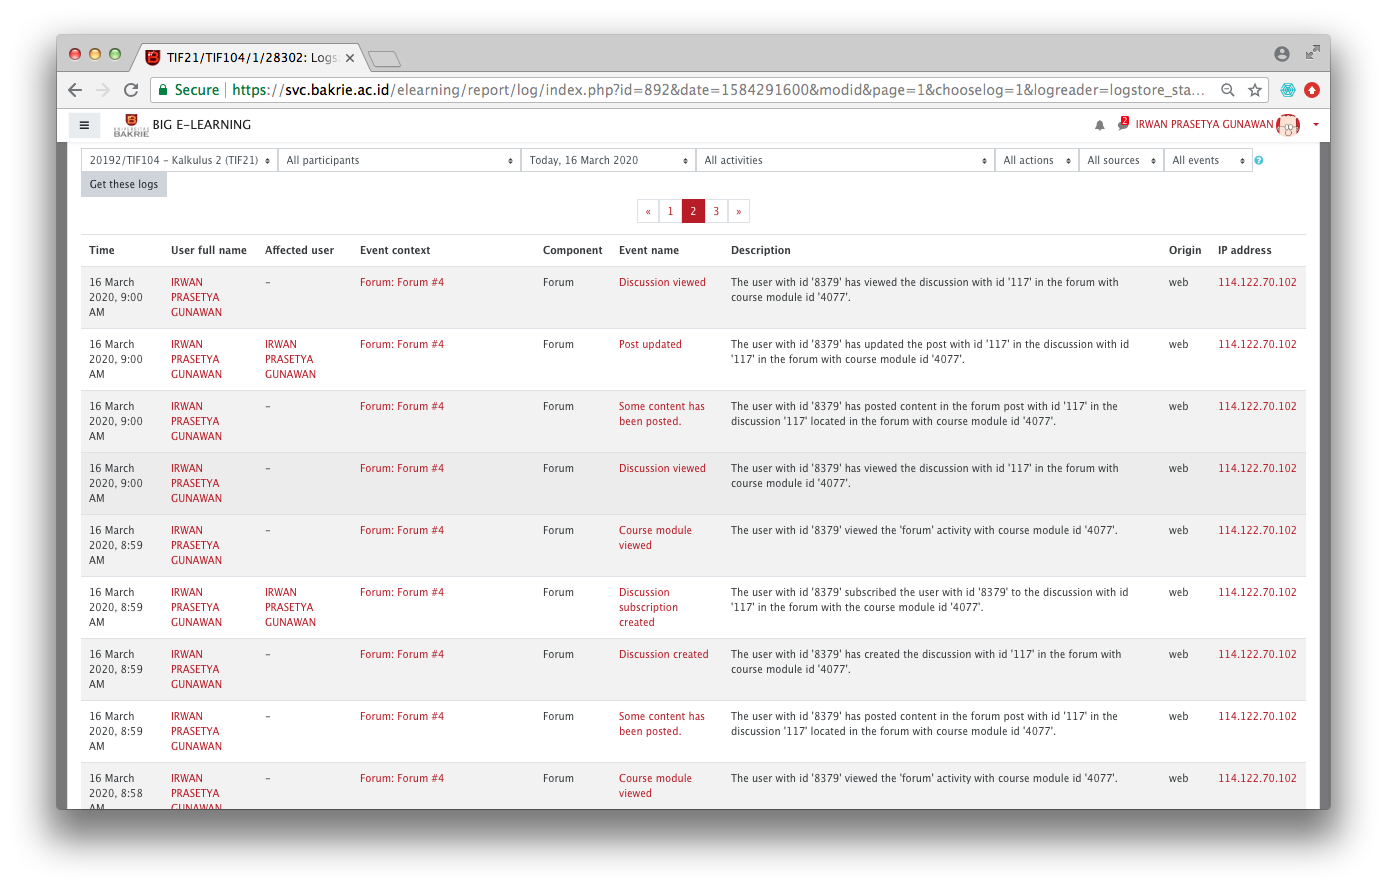 TIF21/TIF104/1/28302: Logs
Secure https://svc.bakrie.ac.id/elearning/report/log/index.php?id=892&date=1584291600&modid&page=1&chooselog=1&logreader=logstore_sta...
UNIVERSITAS
BAKRIE
BIG E-LEARNING
2
IRWAN PRASETYA GUNAWAN
20192/TIF104 - Kalkulus 2 (TIF21) All participants Today, 16 March 2020 All activities All actions All sources All events
Get these logs
« 1 2 3 »
Time User full name Affected user Event context Component Event name Description Origin IP address
16 March IRWAN - Forum: Forum #4 Forum Discussion viewed The user with id '8379' has viewed the discussion with id '117' in the forum with web 114.122.70.102
2020, 9:00 PRASETYA course module id '4077'.
AM GUNAWAN
16 March IRWAN IRWAN Forum: Forum #4 Forum Post updated The user with id '8379' has updated the post with id '117' in the discussion with id web 114.122.70.102
2020, 9:00 PRASETYA PRASETYA '117' in the forum with course module id '4077'.
AM GUNAWAN GUNAWAN
16 March IRWAN - Forum: Forum #4 Forum Some content has The user with id '8379' has posted content in the forum post with id '117' in the web 114.122.70.102
2020, 9:00 PRASETYA been posted. discussion '117' located in the forum with course module id '4077'.
AM GUNAWAN
16 March IRWAN - Forum: Forum #4 Forum Discussion viewed The user with id '8379' has viewed the discussion with id '117' in the forum with web 114.122.70.102
2020, 9:00 PRASETYA course module id '4077'.
AM GUNAWAN
16 March IRWAN - Forum: Forum #4 Forum Course module The user with id '8379' viewed the 'forum' activity with course module id '4077'. web 114.122.70.102
2020, 8:59 PRASETYA viewed
AM GUNAWAN
16 March IRWAN IRWAN Forum: Forum #4 Forum Discussion The user with id '8379' subscribed the user with id '8379' to the discussion with id web 114.122.70.102
2020, 8:59 PRASETYA PRASETYA subscription '117' in the forum with the course module id '4077'.
AM GUNAWAN GUNAWAN created
16 March IRWAN - Forum: Forum #4 Forum Discussion created The user with id '8379' has created the discussion with id '117' in the forum with web 114.122.70.102
2020, 8:59 PRASETYA course module id '4077'.
AM GUNAWAN
16 March IRWAN - Forum: Forum #4 Forum Some content has The user with id '8379' has posted content in the forum post with id '117' in the web 114.122.70.102
2020, 8:59 PRASETYA been posted. discussion '117' located in the forum with course module id '4077'.
AM GUNAWAN
16 March IRWAN - Forum: Forum #4 Forum Course module The user with id '8379' viewed the 'forum' activity with course module id '4077'. web 114.122.70.102
2020, 8:58 PRASETYA viewed
AM GUNAWAN